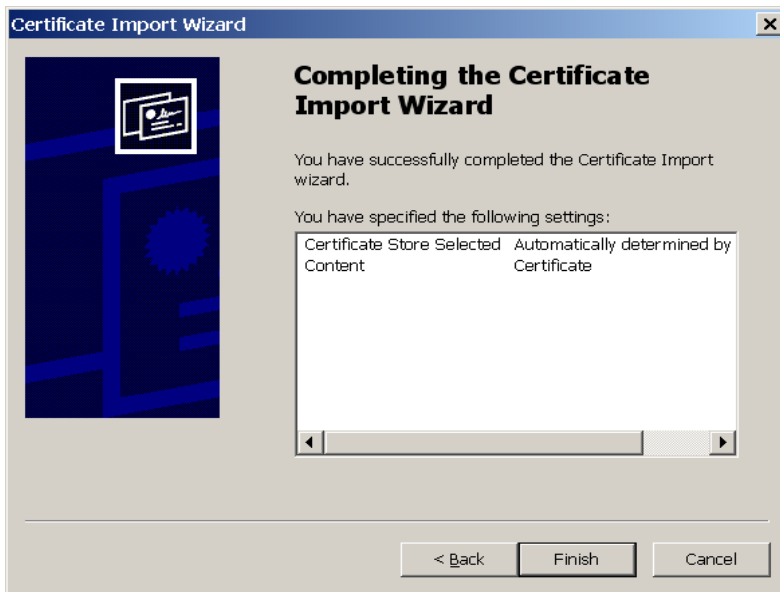 Certificate Import Wizard
Completing the Certificate
Import Wizard
You have successfully completed the Certificate Import
wizard.
You have specified the following settings:
Certificate Store Selected Automatically determined by
Content Certificate
< Back Finish Cancel